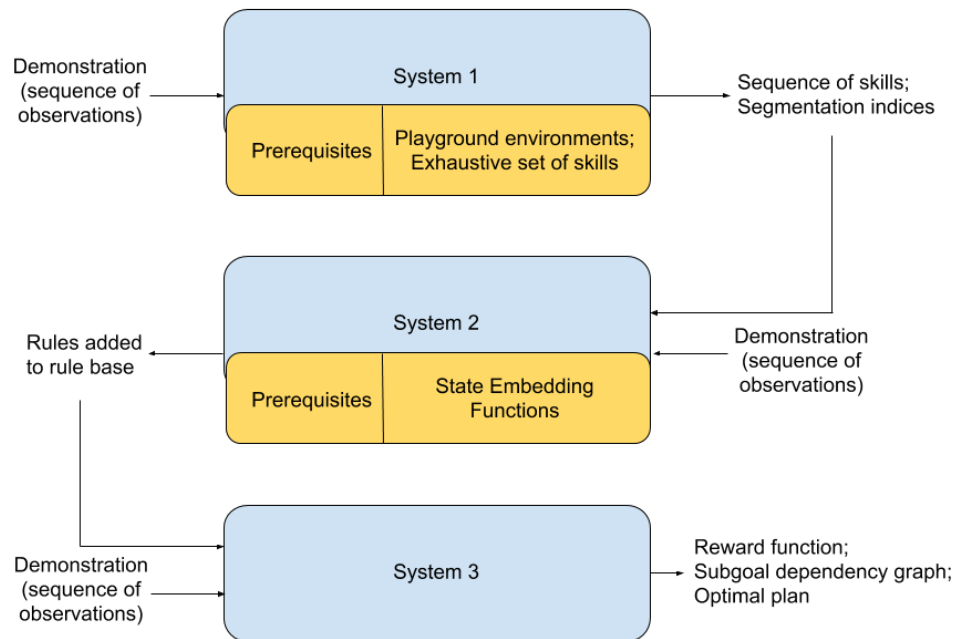 Demonstration
(sequence of
observations)
System 1
Prerequisites
Playground environments;
Exhaustive set of skills
Sequence of skills;
Segmentation indices
System 2
Prerequisites
State Embedding
Functions
Demonstration
(sequence of
observations)
Rules added
to rule base
Demonstration
(sequence of
observations)
System 3
Reward function;
Subgoal dependency graph;
Optimal plan